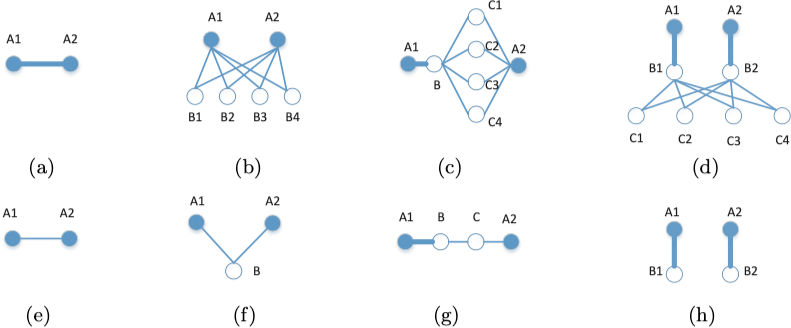 A1 A2
(a)
A1 A2
B1 B2 B3 B4
(b)
C1
A1 C2 A2
B C3
C4
(c)
A1 A2
B1 B2
C1 C2 C3 C4
(d)
A1 A2
(e)
A1 A2
B
(f)
A1 B C A2
(g)
A1 A2
B1 B2
(h)